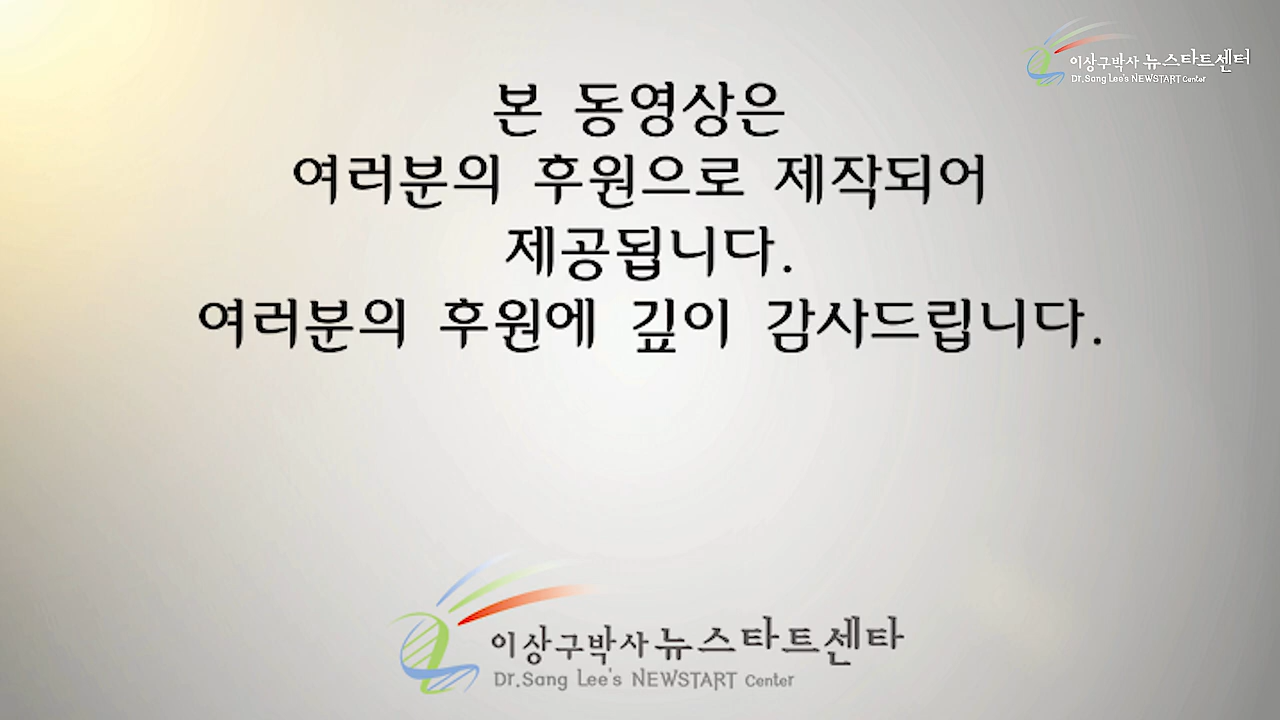 이상구박사 뉴스타트센터
Dr.Sang Lee's NEWSTART Center
본 동영상은
여러분의 후원으로 제작되어
제공됩니다.
여러분의 후원에 깊이 감사드립니다.
이상구박사 뉴스타트센타
Dr.Sang Lee's NEWSTART Center